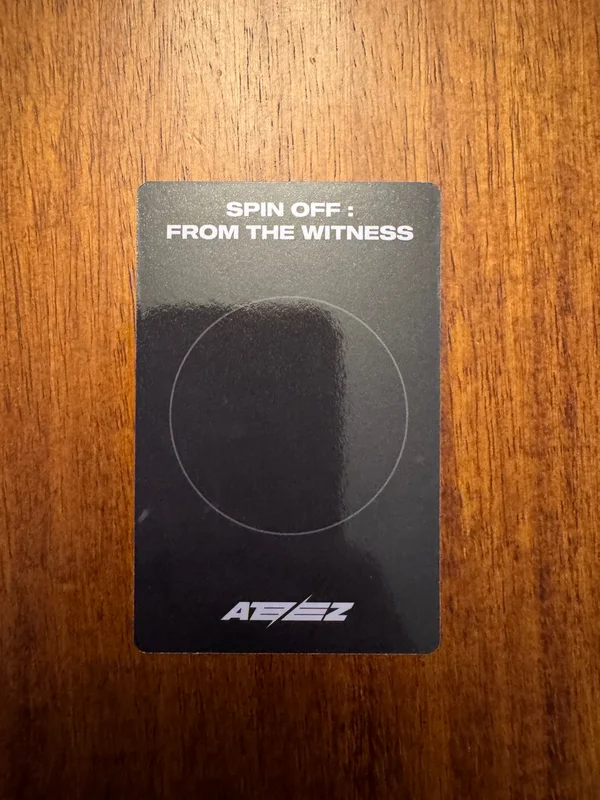 SPIN OFF :
FROM THE WITNESS
ATEEZ